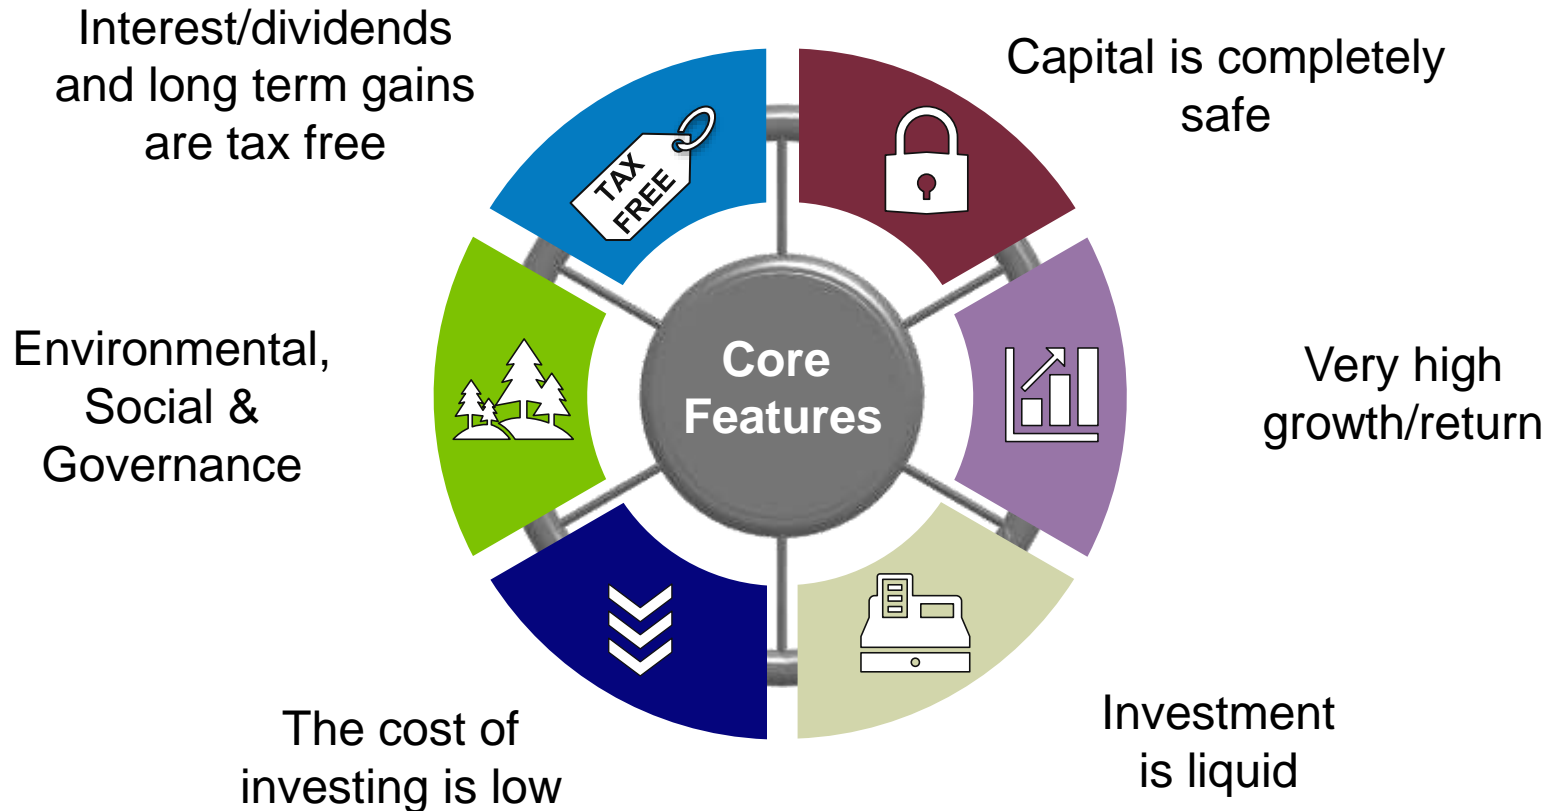 Interest/dividends
and long term gains
are tax free
Capital is completely
safe
TAX
FREE
Environmental,
Social &
Governance
Core
Features
Very high
growth/return
The cost of
investing is low
Investment
is liquid